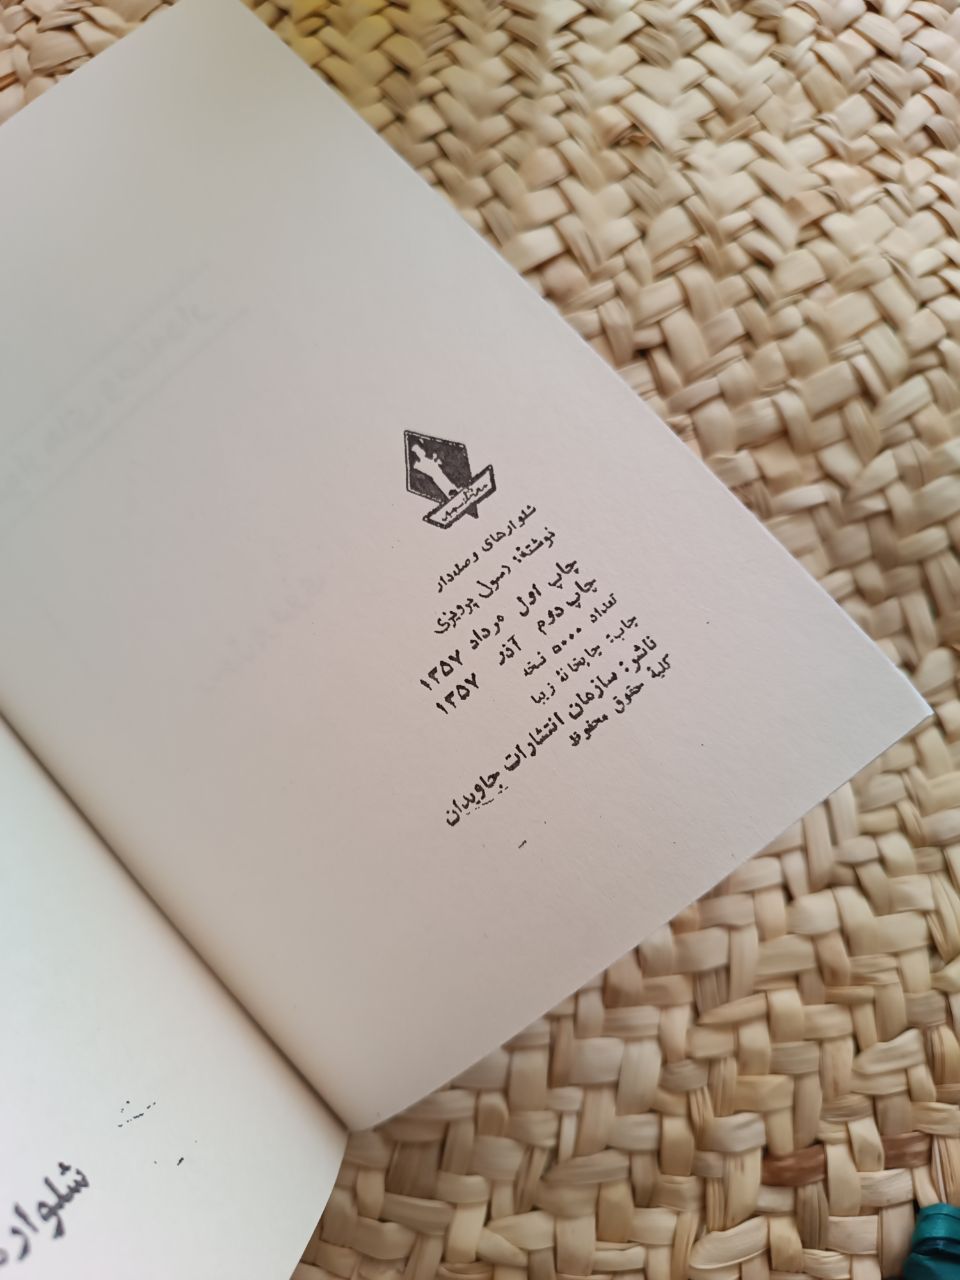 شلوارهای وصله‌دار
نوشتهٔ: رسول پرویزی
چاپ اول مرداد ۱۳۵۷
چاپ دوم آذر ۱۳۵۷
تعداد ۵۰۰۰ نسخه
چاپ: چاپخانهٔ زیبا
ناشر: سازمان انتشارات جاویدان
کلیهٔ حقوق محفوظ